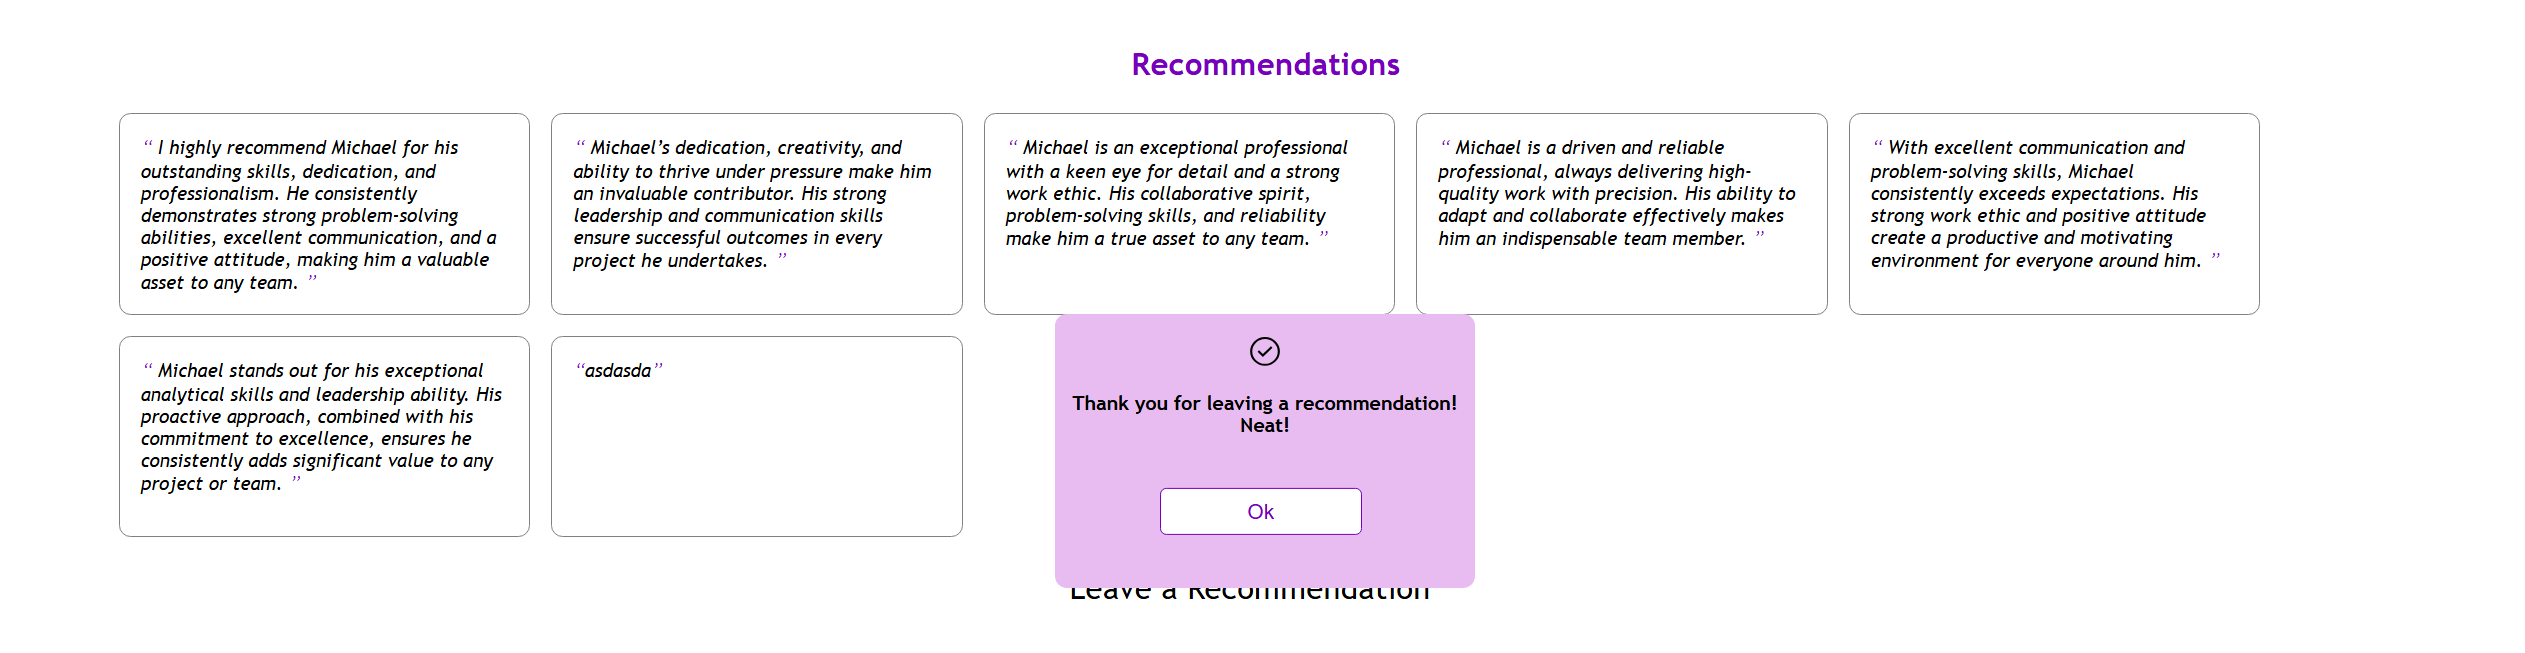 Recommendations
“ I highly recommend Michael for his
outstanding skills, dedication, and
professionalism. He consistently
demonstrates strong problem-solving
abilities, excellent communication, and a
positive attitude, making him a valuable
asset to any team. ”
“ Michael’s dedication, creativity, and
ability to thrive under pressure make him
an invaluable contributor. His strong
leadership and communication skills
ensure successful outcomes in every
project he undertakes. ”
“ Michael is an exceptional professional
with a keen eye for detail and a strong
work ethic. His collaborative spirit,
problem-solving skills, and reliability
make him a true asset to any team. ”
“ Michael is a driven and reliable
professional, always delivering high-
quality work with precision. His ability to
adapt and collaborate effectively makes
him an indispensable team member. ”
“ With excellent communication and
problem-solving skills, Michael
consistently exceeds expectations. His
strong work ethic and positive attitude
create a productive and motivating
environment for everyone around him. ”
“ Michael stands out for his exceptional
analytical skills and leadership ability. His
proactive approach, combined with his
commitment to excellence, ensures he
consistently adds significant value to any
project or team. ”
“asdasda”
Thank you for leaving a recommendation!
Neat!
Ok
Leave a Recommendation